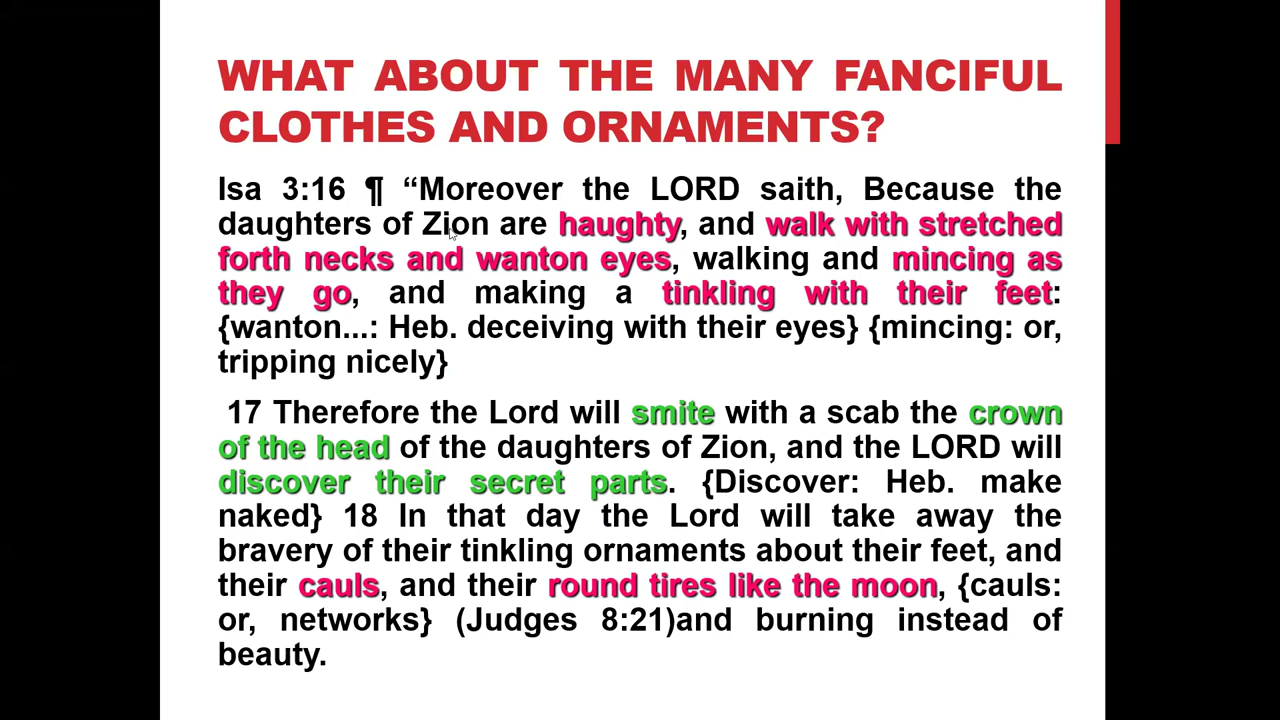 WHAT ABOUT THE MANY FANCIFUL
CLOTHES AND ORNAMENTS?
Isa 3:16 ¶ “Moreover the LORD saith, Because the
daughters of Zion are haughty, and walk with stretched
forth necks and wanton eyes, walking and mincing as
they go, and making a tinkling with their feet:
{wanton...: Heb. deceiving with their eyes} {mincing: or,
tripping nicely}
17 Therefore the Lord will smite with a scab the crown
of the head of the daughters of Zion, and the LORD will
discover their secret parts. {Discover: Heb. make
naked} 18 In that day the Lord will take away the
bravery of their tinkling ornaments about their feet, and
their cauls, and their round tires like the moon, {cauls:
or, networks} (Judges 8:21)and burning instead of
beauty.